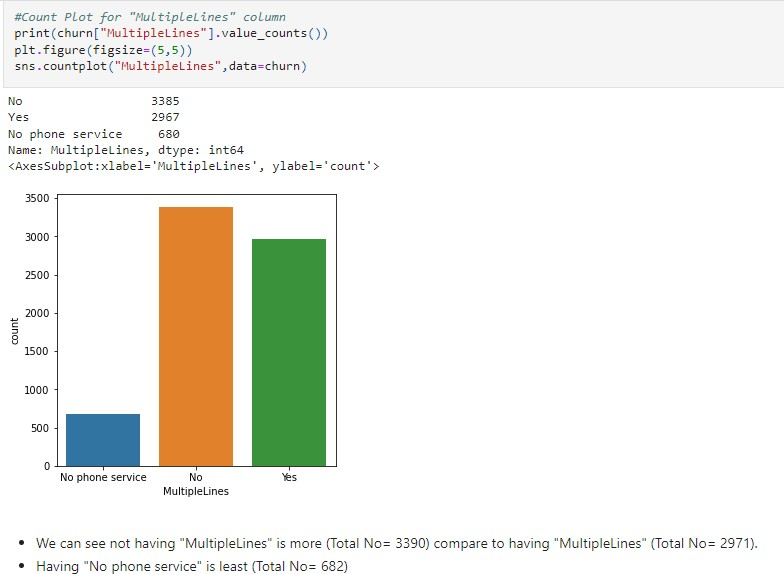 #Count Plot for "MultipleLines" column
print(churn["MultipleLines"].value_counts())
plt.figure(figsize=(5,5))
sns.countplot("MultipleLines",data=churn)
No 3385
Yes 2967
No phone service 680
Name: MultipleLines, dtype: int64
<AxesSubplot:xlabel='MultipleLines', ylabel='count'>
3500
3000
2500
2000
1500
1000
500
0
count
No phone service No Yes
MultipleLines
• We can see not having "MultipleLines" is more (Total No= 3390) compare to having "MultipleLines" (Total No= 2971).
• Having "No phone service" is least (Total No= 682)